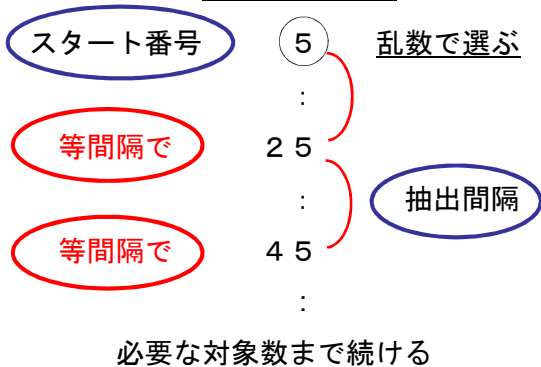 スタート番号 5 乱数で選ぶ
:
等間隔で 25
: 抽出間隔
等間隔で 45
:
必要な対象数まで続ける